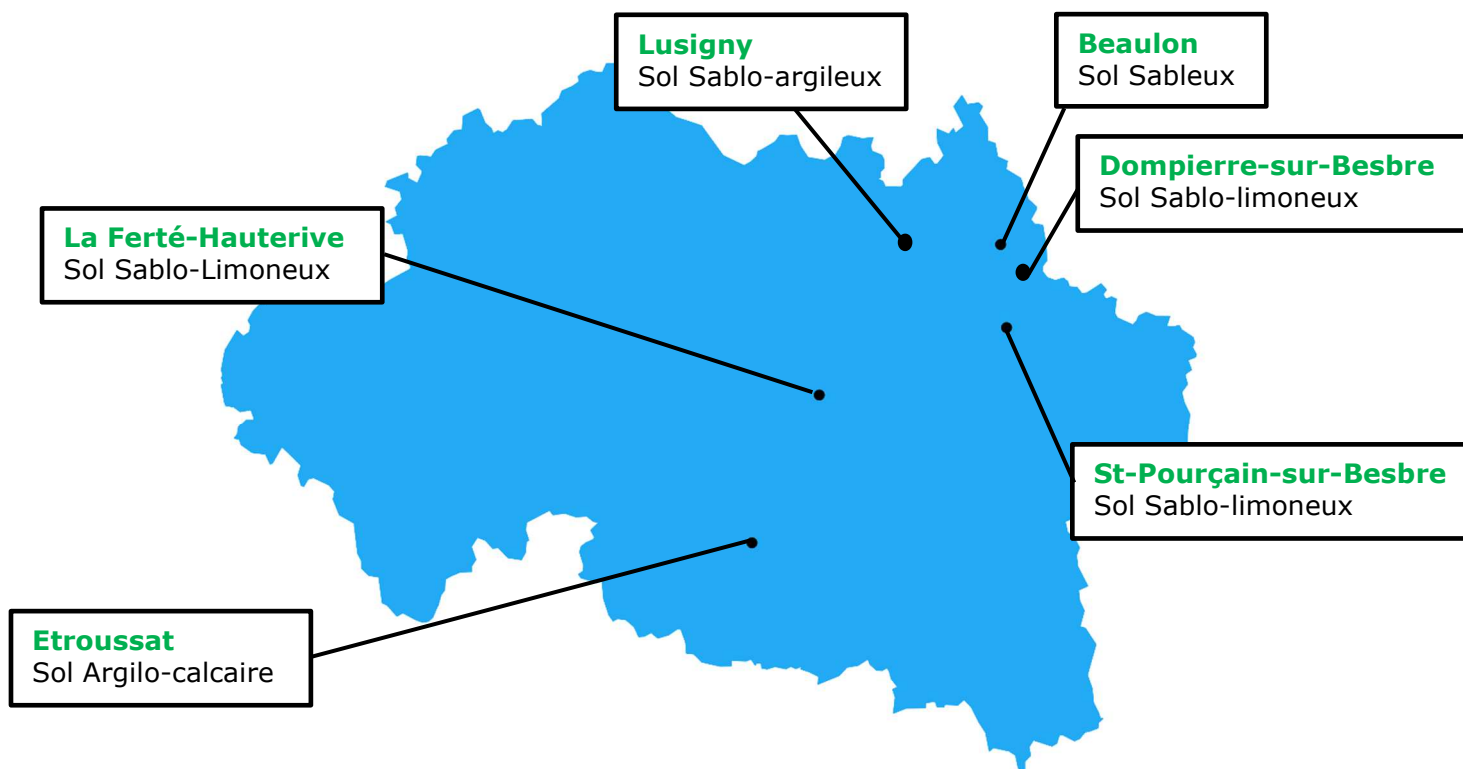 Lusigny
Sol Sablo-argileux
Beaulon
Sol Sableux
Dompierre-sur-Besbre
Sol Sablo-limoneux
La Ferté-Hauterive
Sol Sablo-Limoneux
St-Pourçain-sur-Besbre
Sol Sablo-limoneux
Etroussat
Sol Argilo-calcaire